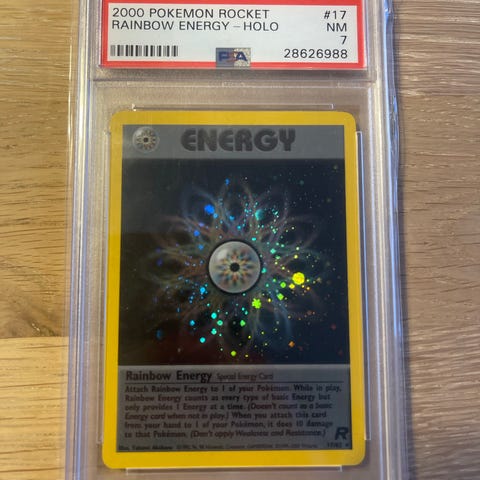 2000 POKEMON ROCKET #17
RAINBOW ENERGY – HOLO NM
7
PSA 28626988
ENERGY
Rainbow Energy Special Energy Card
Attach Rainbow Energy to 1 of your Pokémon. While in play,
Rainbow Energy counts as every type of basic Energy but
only provides 1 Energy at a time. (Doesn't count as a basic
Energy card when not in play.) When you attach this card
from your hand to 1 of your Pokémon, it does 10 damage
to that Pokémon. (Don't apply Weakness and Resistance.)
R
Illus. 17/82